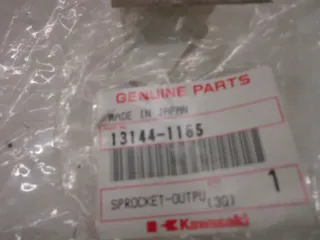 GENUINE PARTS
MADE IN JAPAN
13144-1165
SPROCKET-OUTPU (3G) 1
Kawasaki